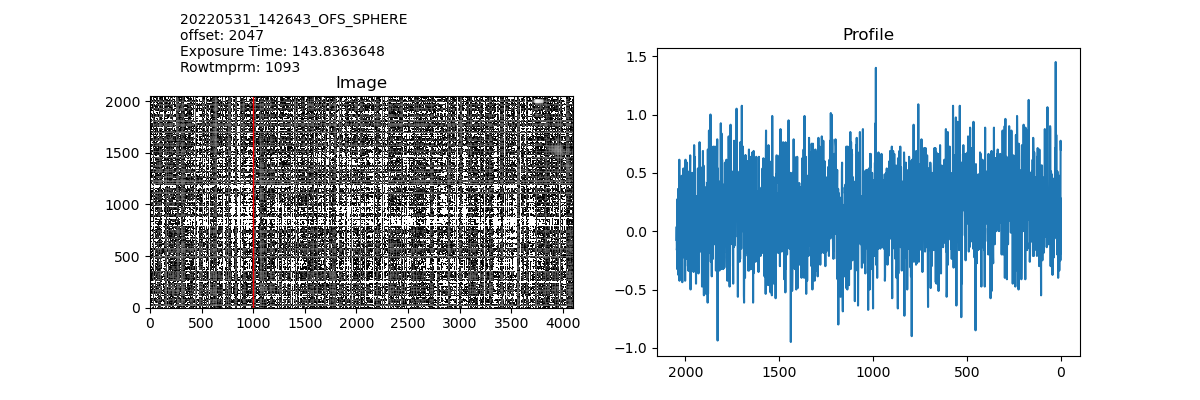 20220531_142643_OFS_SPHERE
offset: 2047
Exposure Time: 143.8363648
Rowtmprm: 1093
Image
2000
1500
1000
500
0
0 500 1000 1500 2000 2500 3000 3500 4000
Profile
1.5
1.0
0.5
0.0
−0.5
−1.0
2000 1500 1000 500 0